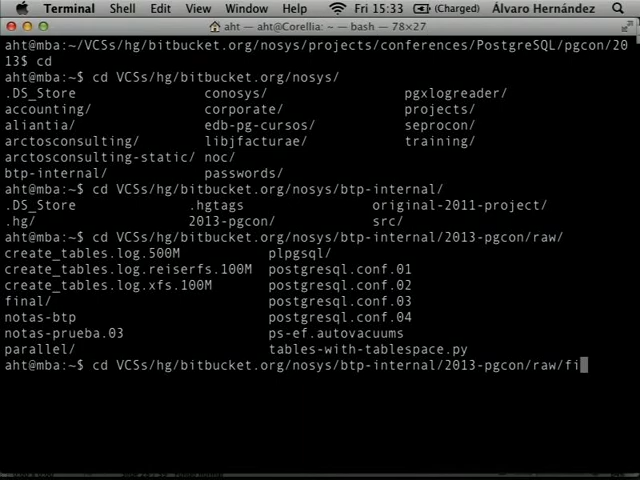 Terminal Shell Edit View Window Help Fri 15:33 (Charged) Álvaro Hernández
aht — aht@Corellia: ~ — bash — 78×27
aht@mba:~/VCSs/hg/bitbucket.org/nosys/projects/conferences/PostgreSQL/pgcon/20
13$ cd
aht@mba:~$ cd VCSs/hg/bitbucket.org/nosys/
.DS_Store conosys/ pgxlogreader/
accounting/ corporate/ projects/
aliantia/ edb-pg-cursos/ seprocon/
arctosconsulting/ libjfacturae/ training/
arctosconsulting-static/ noc/
btp-internal/ passwords/
aht@mba:~$ cd VCSs/hg/bitbucket.org/nosys/btp-internal/
.DS_Store .hgtags original-2011-project/
.hg/ 2013-pgcon/ src/
aht@mba:~$ cd VCSs/hg/bitbucket.org/nosys/btp-internal/2013-pgcon/raw/
create_tables.log.500M plpgsql/
create_tables.log.reiserfs.100M postgresql.conf.01
create_tables.log.xfs.100M postgresql.conf.02
final/ postgresql.conf.03
notas-btp postgresql.conf.04
notas-prueba.03 ps-ef.autovacuums
parallel/ tables-with-tablespace.py
aht@mba:~$ cd VCSs/hg/bitbucket.org/nosys/btp-internal/2013-pgcon/raw/fi